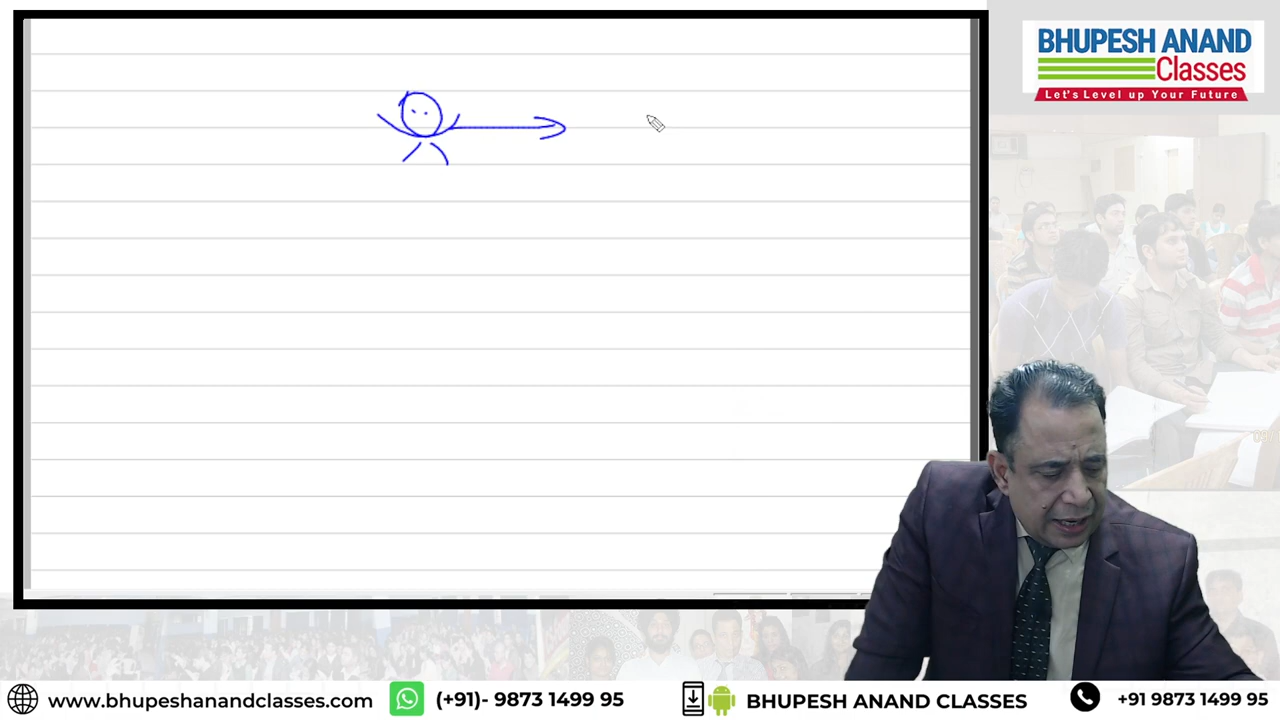 BHUPESH ANAND
Classes
Let's Level up Your Future
www.bhupeshanandclasses.com
(+91)- 9873 1499 95
BHUPESH ANAND CLASSES
+91 9873 1499 95